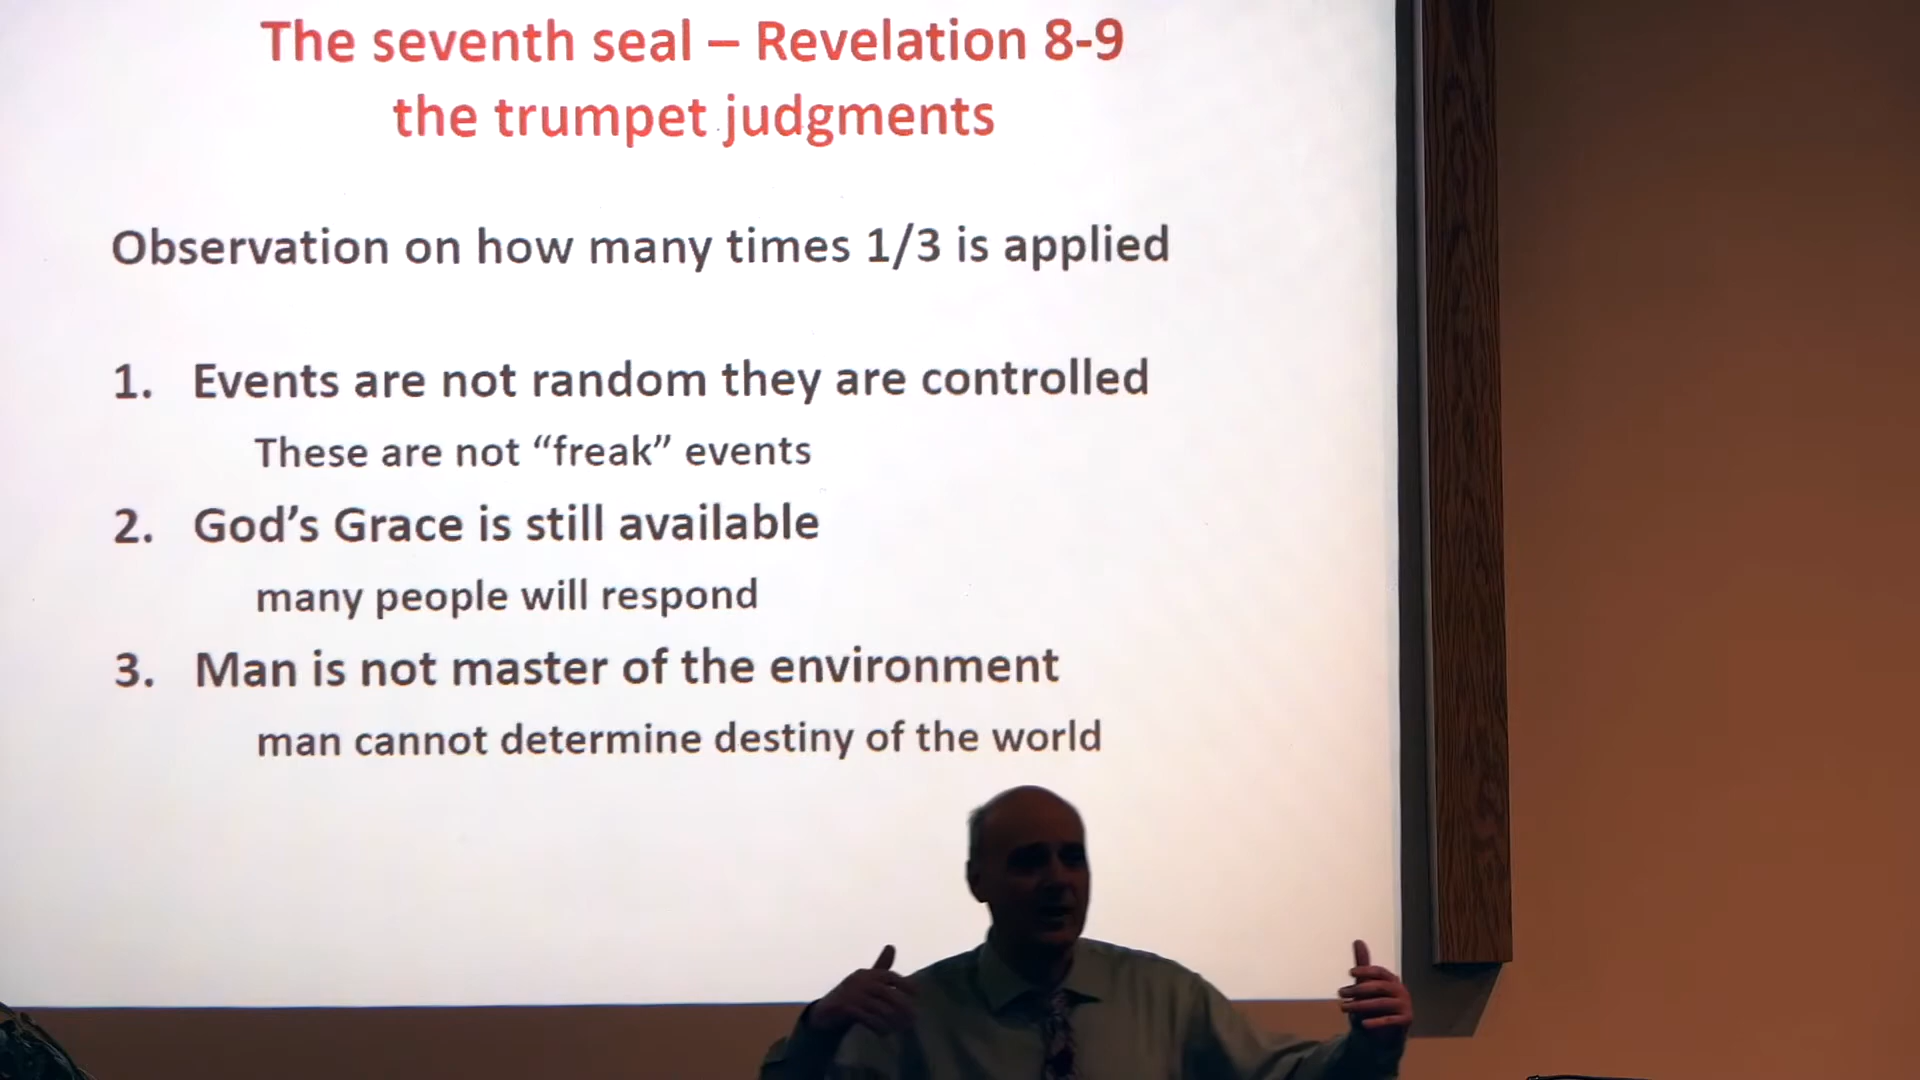 The seventh seal – Revelation 8-9
the trumpet judgments
Observation on how many times 1/3 is applied
1. Events are not random they are controlled
These are not “freak” events
2. God’s Grace is still available
many people will respond
3. Man is not master of the environment
man cannot determine destiny of the world